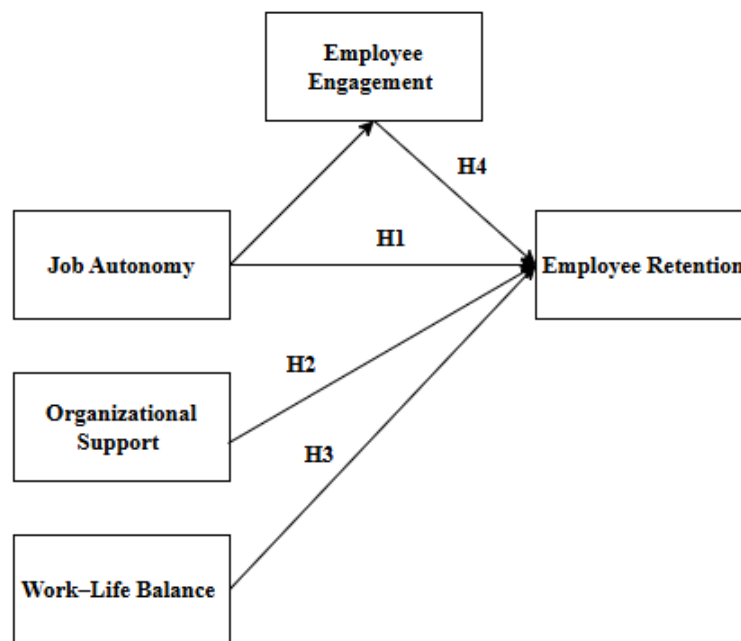 Employee
Engagement
H4
H1
Job Autonomy
Employee Retention
H2
Organizational
Support
H3
Work–Life Balance